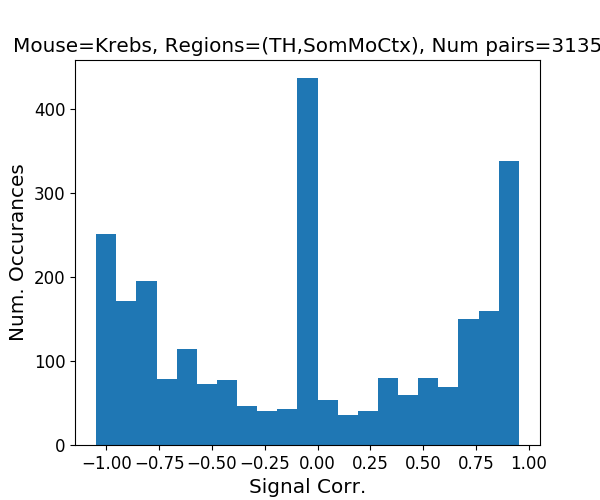 Mouse=Krebs, Regions=(TH,SomMoCtx), Num pairs=3135
Num. Occurances
400
300
200
100
0
−1.00 −0.75 −0.50 −0.25 0.00 0.25 0.50 0.75 1.00
Signal Corr.